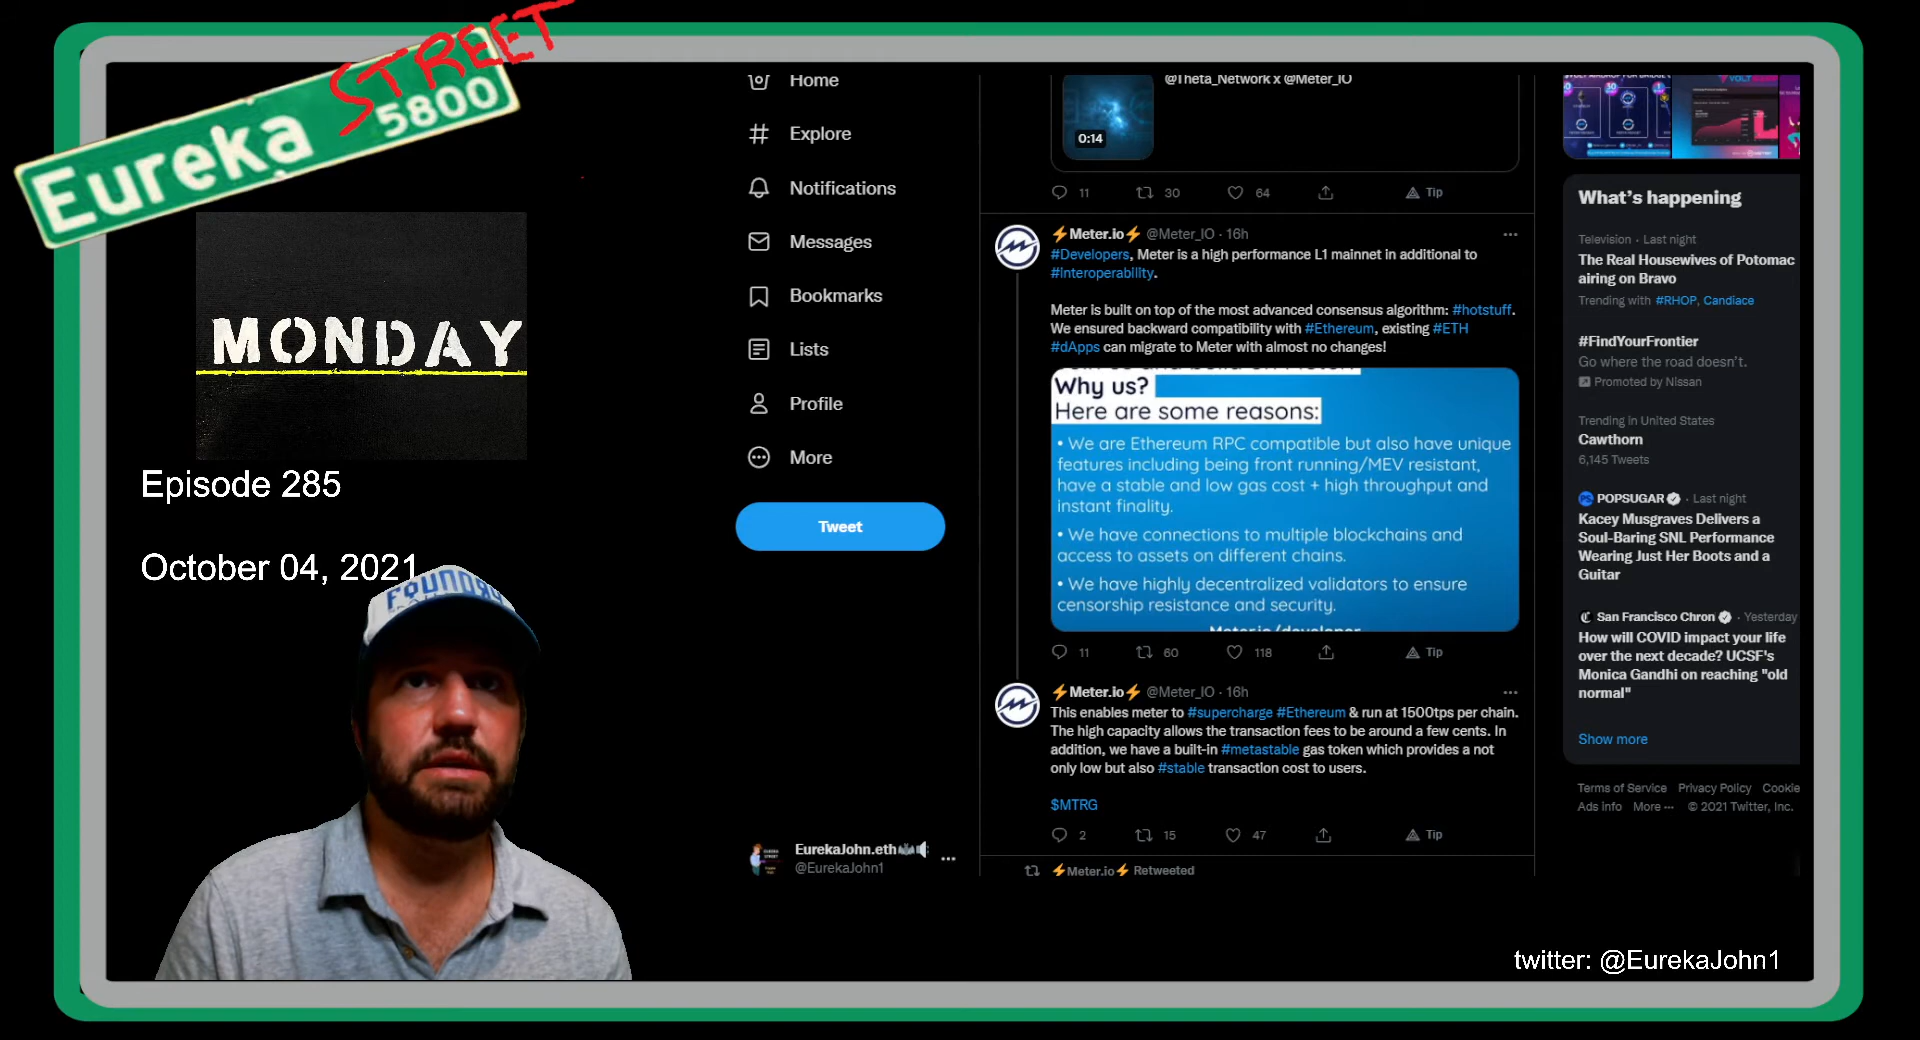 Eureka STREET
5800
MONDAY
Episode 285
October 04, 2021
FOUNDRY
Home
Explore
Notifications
Messages
Bookmarks
Lists
Profile
More
Tweet
EurekaJohn.eth
@EurekaJohn1
@Theta_Network x @Meter_IO
0:14
11 30 64 Tip
⚡Meter.io⚡ @Meter_IO · 16h
#Developers, Meter is a high performance L1 mainnet in additional to
#interoperability.
Meter is built on top of the most advanced consensus algorithm: #hotstuff.
We ensured backward compatibility with #Ethereum, existing #ETH
#dApps can migrate to Meter with almost no changes!
Why us?
Here are some reasons:
• We are Ethereum RPC compatible but also have unique
features including being front running/MEV resistant,
have a stable and low gas cost + high throughput and
instant finality.
• We have connections to multiple blockchains and
access to assets on different chains.
• We have highly decentralized validators to ensure
censorship resistance and security.
Meter.io/developer
11 60 118 Tip
⚡Meter.io⚡ @Meter_IO · 16h
This enables meter to #supercharge #Ethereum & run at 1500tps per chain.
The high capacity allows the transaction fees to be around a few cents. In
addition, we have a built-in #metastable gas token which provides a not
only low but also #stable transaction cost to users.
$MTRG
2 15 47 Tip
⚡Meter.io⚡ Retweeted
What's happening
Television · Last night
The Real Housewives of Potomac
airing on Bravo
Trending with #RHOP, Candiace
#FindYourFrontier
Go where the road doesn't.
Promoted by Nissan
Trending in United States
Cawthorn
6,145 Tweets
POPSUGAR · Last night
Kacey Musgraves Delivers a
Soul-Baring SNL Performance
Wearing Just Her Boots and a
Guitar
San Francisco Chron · Yesterday
How will COVID impact your life
over the next decade? UCSF's
Monica Gandhi on reaching "old
normal"
Show more
Terms of Service Privacy Policy Cookie
Ads info More ··· © 2021 Twitter, Inc.
twitter: @EurekaJohn1